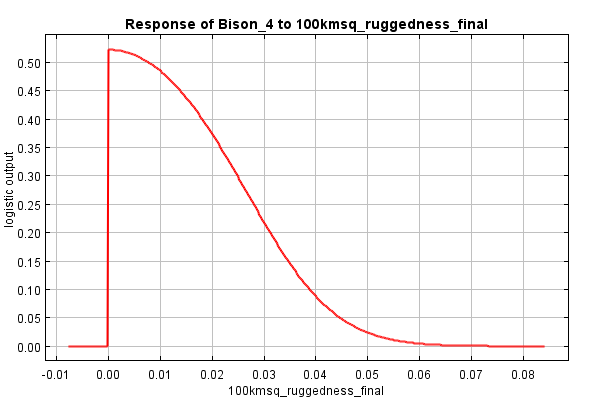 Response of Bison_4 to 100kmsq_ruggedness_final
logistic output
0.50
0.45
0.40
0.35
0.30
0.25
0.20
0.15
0.10
0.05
0.00
-0.01 0.00 0.01 0.02 0.03 0.04 0.05 0.06 0.07 0.08
100kmsq_ruggedness_final